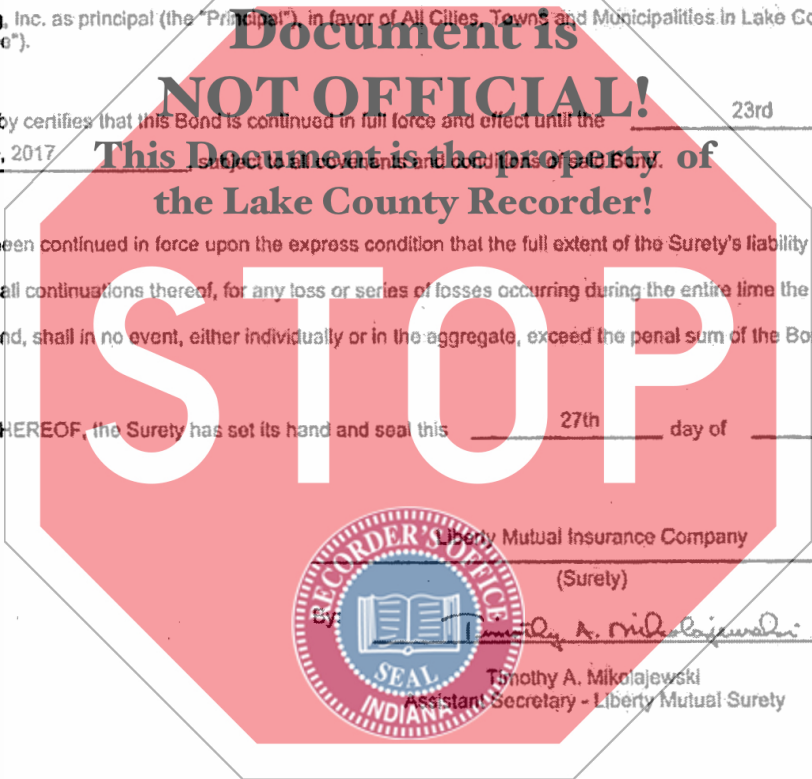 , Inc. as principal (the "Principal"), in favor of All Cities, Towns and Municipalities in Lake Co
e").
Document is
NOT OFFICIAL!
by certifies that this Bond is continued in full force and effect until the 23rd
, 2017 , subject to all covenants and conditions of said Bond.
This Document is the property of
the Lake County Recorder!
een continued in force upon the express condition that the full extent of the Surety's liability
all continuations thereof, for any loss or series of losses occurring during the entire time the
nd, shall in no event, either individually or in the aggregate, exceed the penal sum of the Bo
STOP
HEREOF, the Surety has set its hand and seal this 27th day of
Liberty Mutual Insurance Company
(Surety)
By: Timothy A. Mikolajewski
Timothy A. Mikolajewski
Assistant Secretary - Liberty Mutual Surety
RECORDER'S OFFICE
SEAL
INDIANA